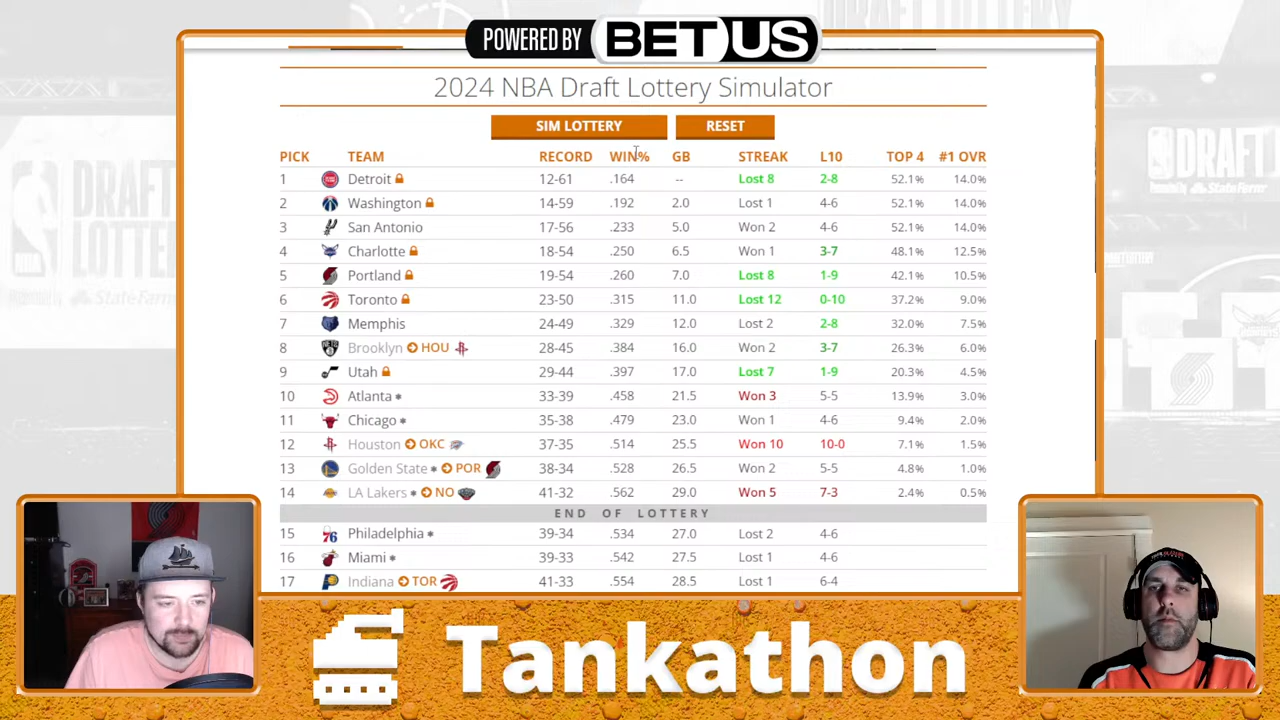 POWERED BY BETUS
2024 NBA Draft Lottery Simulator
SIM LOTTERY RESET
PICK TEAM RECORD WIN% GB STREAK L10 TOP 4 #1 OVR
1 Detroit 12-61 .164 -- Lost 8 2-8 52.1% 14.0%
2 Washington 14-59 .192 2.0 Lost 1 4-6 52.1% 14.0%
3 San Antonio 17-56 .233 5.0 Won 2 4-6 52.1% 14.0%
4 Charlotte 18-54 .250 6.5 Won 1 3-7 48.1% 12.5%
5 Portland 19-54 .260 7.0 Lost 8 1-9 42.1% 10.5%
6 Toronto 23-50 .315 11.0 Lost 12 0-10 37.2% 9.0%
7 Memphis 24-49 .329 12.0 Lost 2 2-8 32.0% 7.5%
8 Brooklyn HOU 28-45 .384 16.0 Won 2 3-7 26.3% 6.0%
9 Utah 29-44 .397 17.0 Lost 7 1-9 20.3% 4.5%
10 Atlanta * 33-39 .458 21.5 Won 3 5-5 13.9% 3.0%
11 Chicago * 35-38 .479 23.0 Won 1 4-6 9.4% 2.0%
12 Houston OKC 37-35 .514 25.5 Won 10 10-0 7.1% 1.5%
13 Golden State * POR 38-34 .528 26.5 Won 2 5-5 4.8% 1.0%
14 LA Lakers * NO 41-32 .562 29.0 Won 5 7-3 2.4% 0.5%
END OF LOTTERY
15 Philadelphia * 39-34 .534 27.0 Lost 2 4-6
16 Miami * 39-33 .542 27.5 Lost 1 4-6
17 Indiana TOR 41-33 .554 28.5 Lost 1 6-4
Tankathon
DRAFT
LOTTERY
DRAFT
State Farm